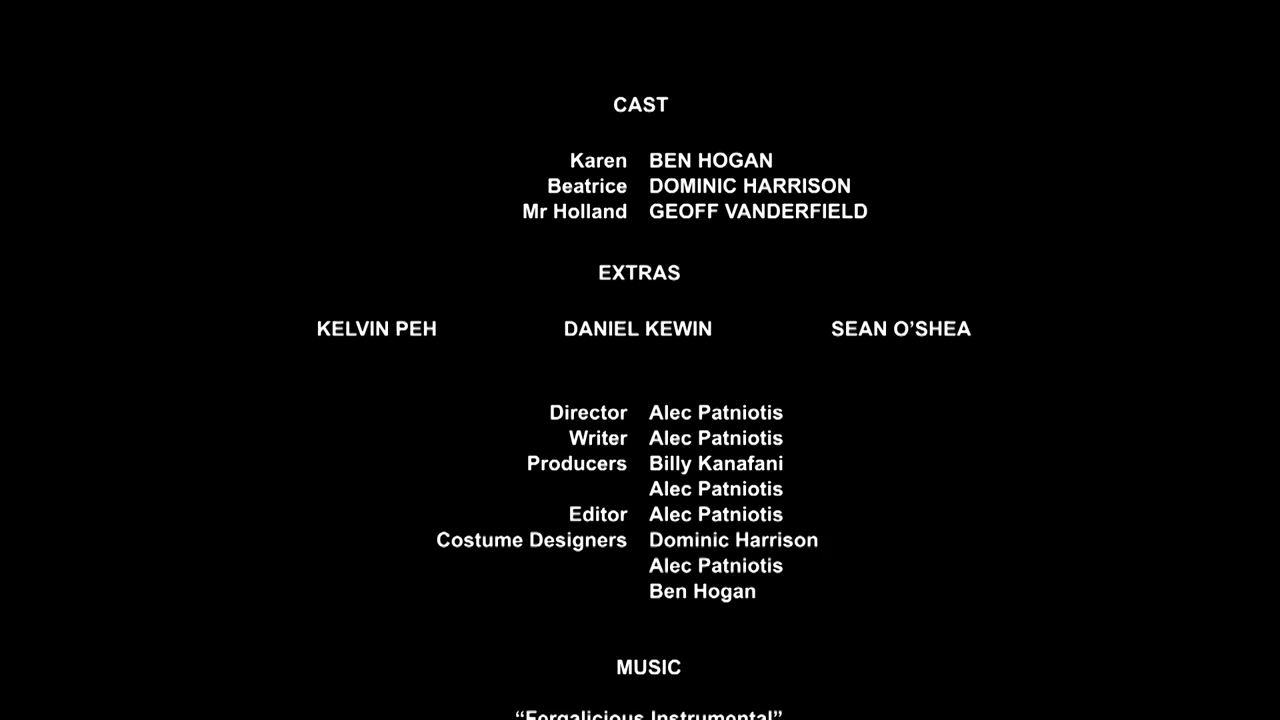 CAST
Karen BEN HOGAN
Beatrice DOMINIC HARRISON
Mr Holland GEOFF VANDERFIELD
EXTRAS
KELVIN PEH DANIEL KEWIN SEAN O’SHEA
Director Alec Patniotis
Writer Alec Patniotis
Producers Billy Kanafani
Alec Patniotis
Editor Alec Patniotis
Costume Designers Dominic Harrison
Alec Patniotis
Ben Hogan
MUSIC
“Fergalicious Instrumental”